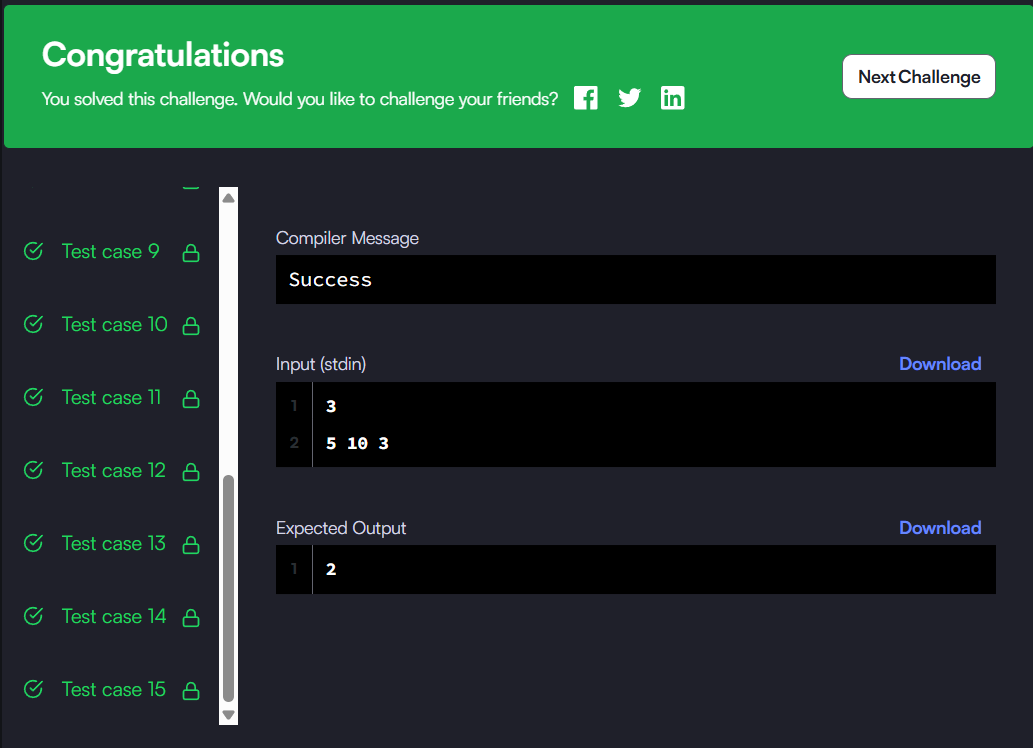 Congratulations
You solved this challenge. Would you like to challenge your friends?
Next Challenge
Test case 9
Test case 10
Test case 11
Test case 12
Test case 13
Test case 14
Test case 15
Compiler Message
Success
Input (stdin)
Download
1 3
2 5 10 3
Expected Output
Download
1 2